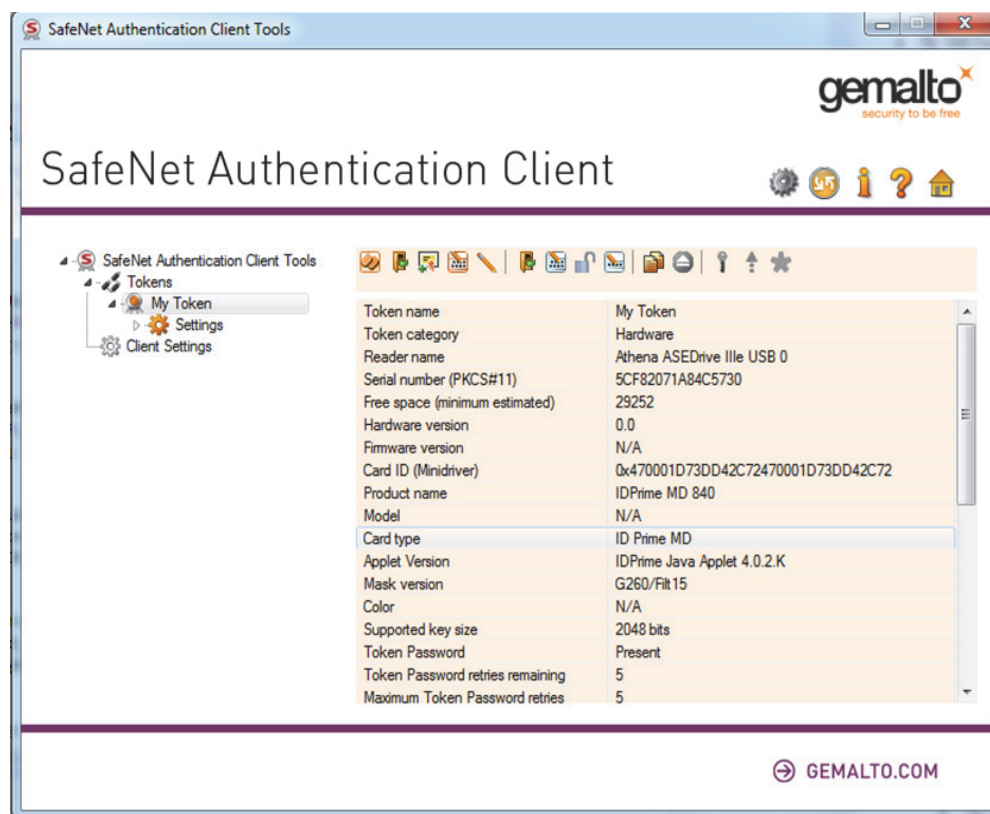 SafeNet Authentication Client Tools
gemalto
security to be free
SafeNet Authentication Client
SafeNet Authentication Client Tools
Tokens
My Token
Settings
Client Settings
Token name My Token
Token category Hardware
Reader name Athena ASEDrive IIIe USB 0
Serial number (PKCS#11) 5CF82071A84C5730
Free space (minimum estimated) 29252
Hardware version 0.0
Firmware version N/A
Card ID (Minidriver) 0x470001D73DD42C72470001D73DD42C72
Product name IDPrime MD 840
Model N/A
Card type ID Prime MD
Applet Version IDPrime Java Applet 4.0.2.K
Mask version G260/Filt15
Color N/A
Supported key size 2048 bits
Token Password Present
Token Password retries remaining 5
Maximum Token Password retries 5
GEMALTO.COM